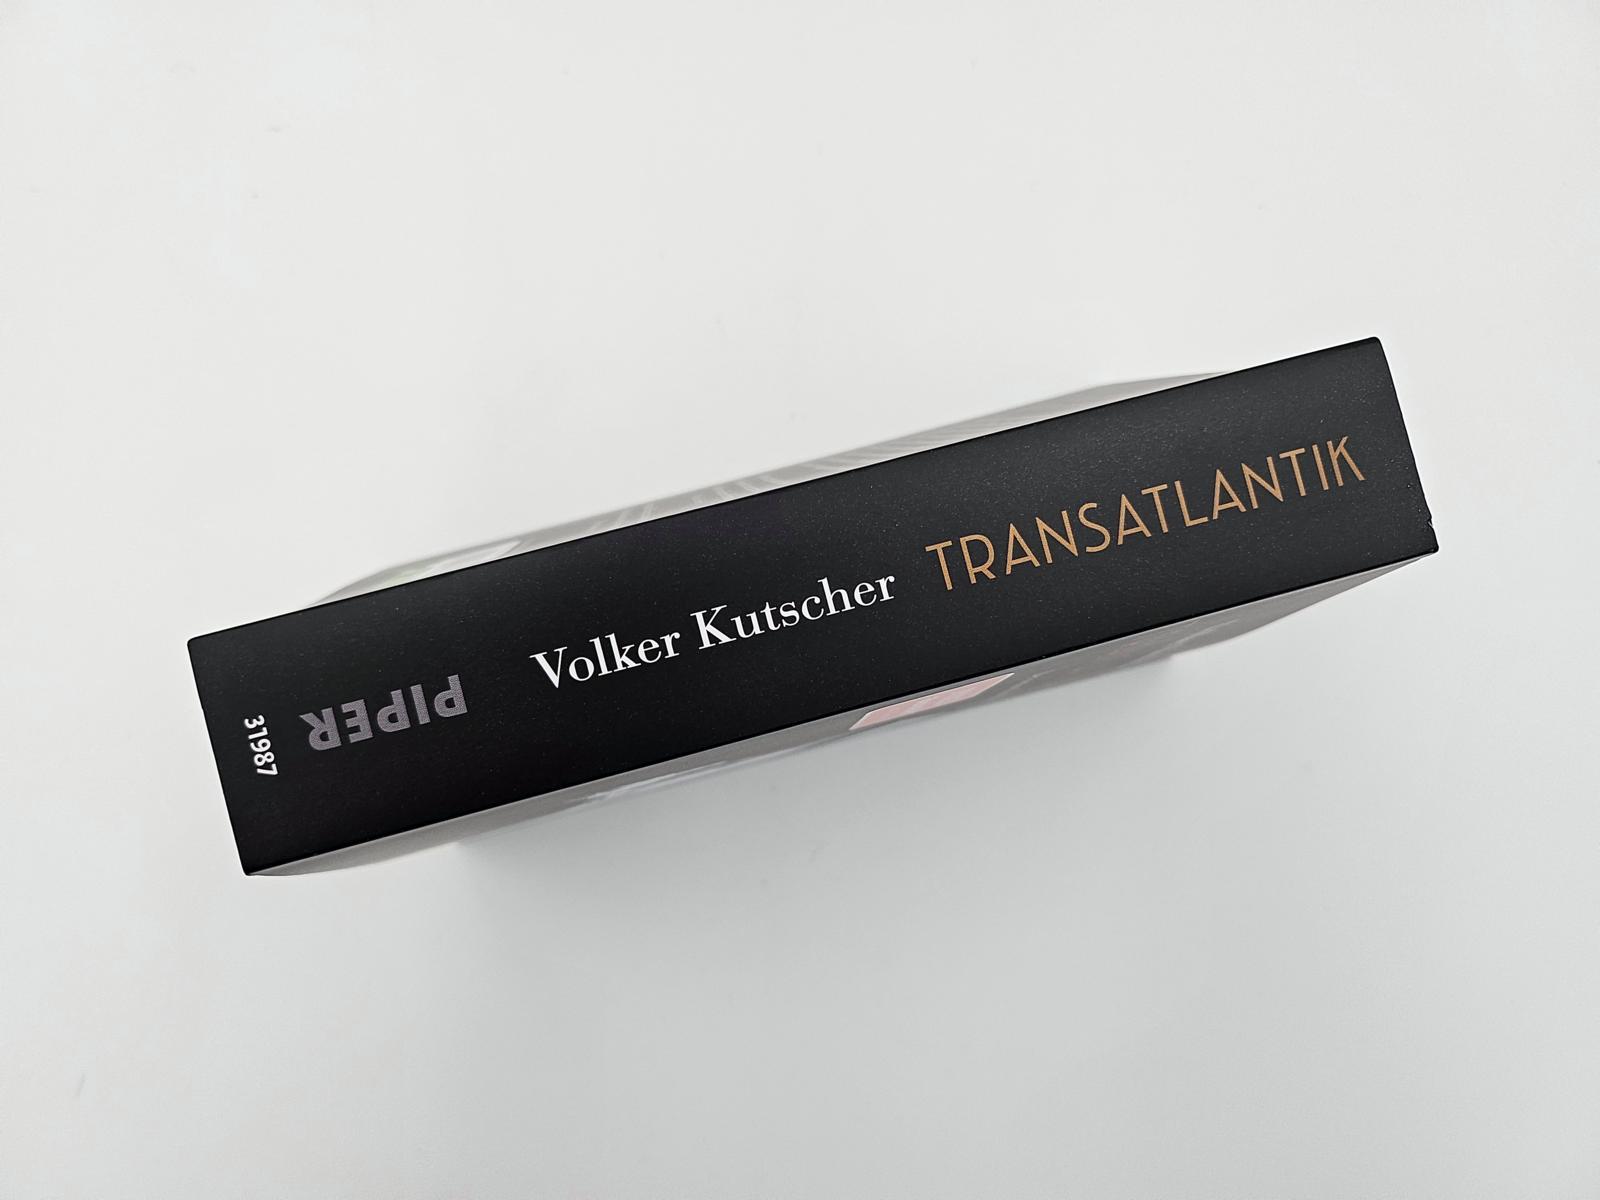 Volker Kutscher TRANSATLANTIK
PIPER
31987